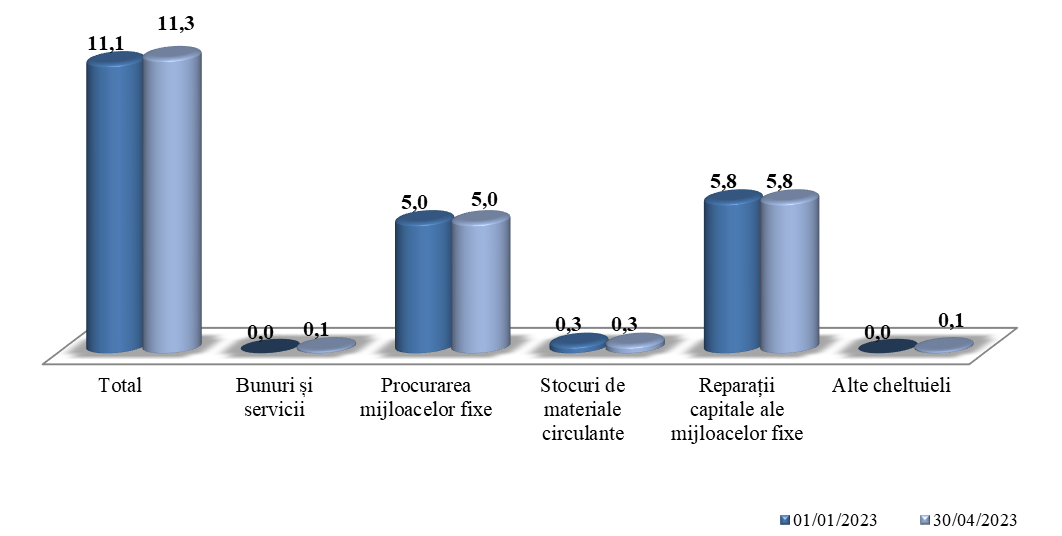 11,1
11,3
0,0
0,1
5,0
5,0
0,3
0,3
5,8
5,8
0,0
0,1
Total
Bunuri și
servicii
Procurarea
mijloacelor fixe
Stocuri de
materiale
circulante
Reparații
capitale ale
mijloacelor fixe
Alte cheltuieli
01/01/2023
30/04/2023